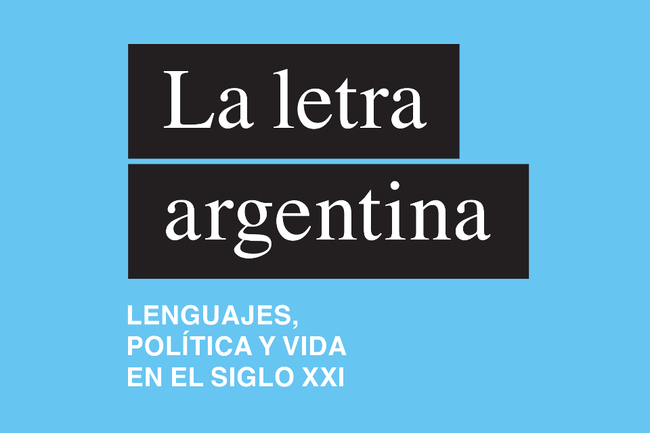 La letra
argentina
LENGUAJES,
POLÍTICA Y VIDA
EN EL SIGLO XXI